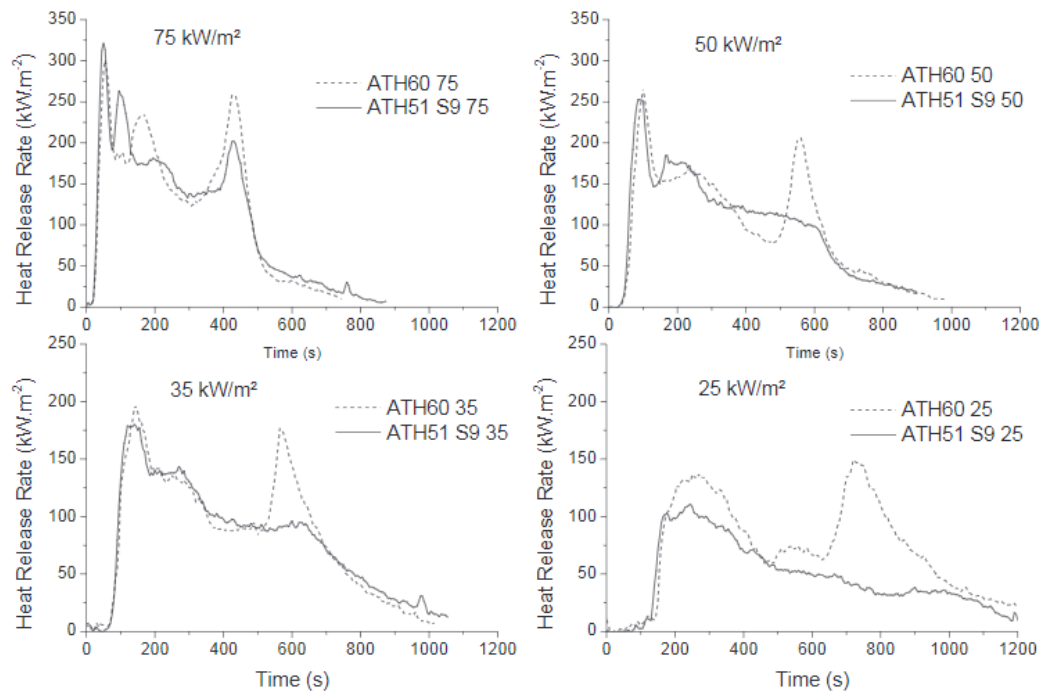 75 kW/m²
ATH60 75
ATH51 S9 75
Heat Release Rate (kW.m⁻²)
350
300
250
200
150
100
50
0
0 200 400 600 800 1000 1200
Time (s)
50 kW/m²
ATH60 50
ATH51 S9 50
Heat Release Rate (kW.m⁻²)
350
300
250
200
150
100
50
0
0 200 400 600 800 1000 1200
Time (s)
35 kW/m²
ATH60 35
ATH51 S9 35
Heat Release Rate (kW.m⁻²)
250
200
150
100
50
0
0 200 400 600 800 1000 1200
Time (s)
25 kW/m²
ATH60 25
ATH51 S9 25
Heat Release Rate (kW.m⁻²)
250
200
150
100
50
0
0 200 400 600 800 1000 1200
Time (s)